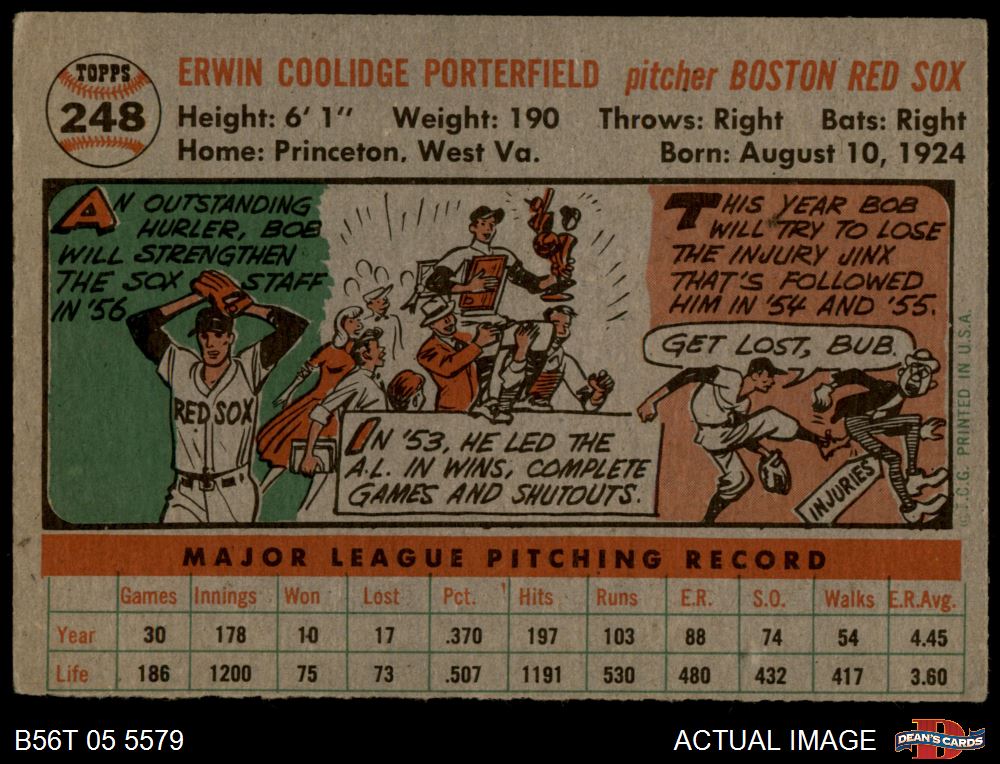 TOPPS
248
ERWIN COOLIDGE PORTERFIELD pitcher BOSTON RED SOX
Height: 6' 1" Weight: 190 Throws: Right Bats: Right
Home: Princeton, West Va. Born: August 10, 1924
AN OUTSTANDING
HURLER, BOB
WILL STRENGTHEN
THE SOX STAFF
IN '56.
RED SOX
IN '53, HE LED THE
A.L. IN WINS, COMPLETE
GAMES AND SHUTOUTS.
THIS YEAR BOB
WILL TRY TO LOSE
THE INJURY JINX
THAT'S FOLLOWED
HIM IN '54 AND '55.
GET LOST, BUB.
INJURIES
© T.C.G. PRINTED IN U.S.A.
MAJOR LEAGUE PITCHING RECORD
Games Innings Won Lost Pct. Hits Runs E.R. S.O. Walks E.R.Avg.
Year 30 178 10 17 .370 197 103 88 74 54 4.45
Life 186 1200 75 73 .507 1191 530 480 432 417 3.60
B56T 05 5579
ACTUAL IMAGE
DEAN'S CARDS